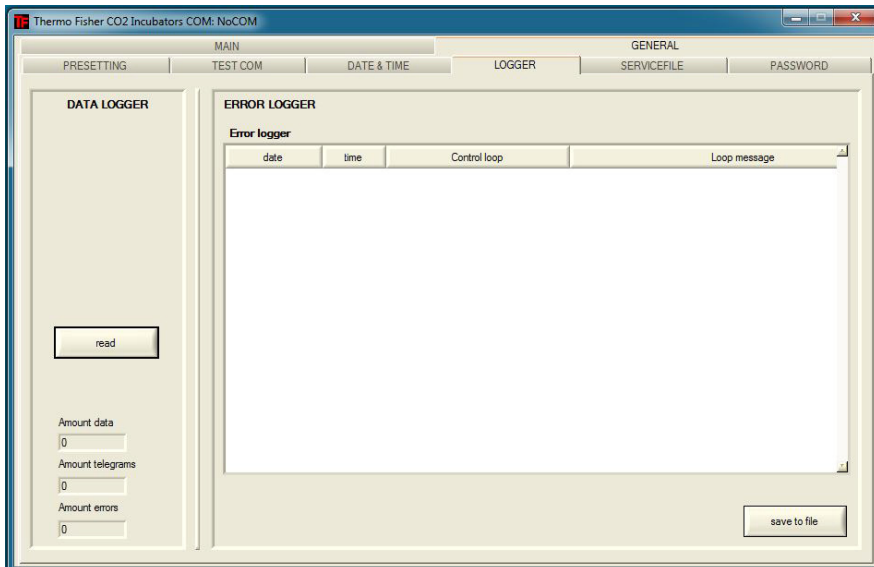 TF Thermo Fisher CO2 Incubators COM: NoCOM
MAIN GENERAL
PRESETTING TEST COM DATE & TIME LOGGER SERVICEFILE PASSWORD
DATA LOGGER
read
Amount data
0
Amount telegrams
0
Amount errors
0
ERROR LOGGER
Error logger
date time Control loop Loop message
save to file